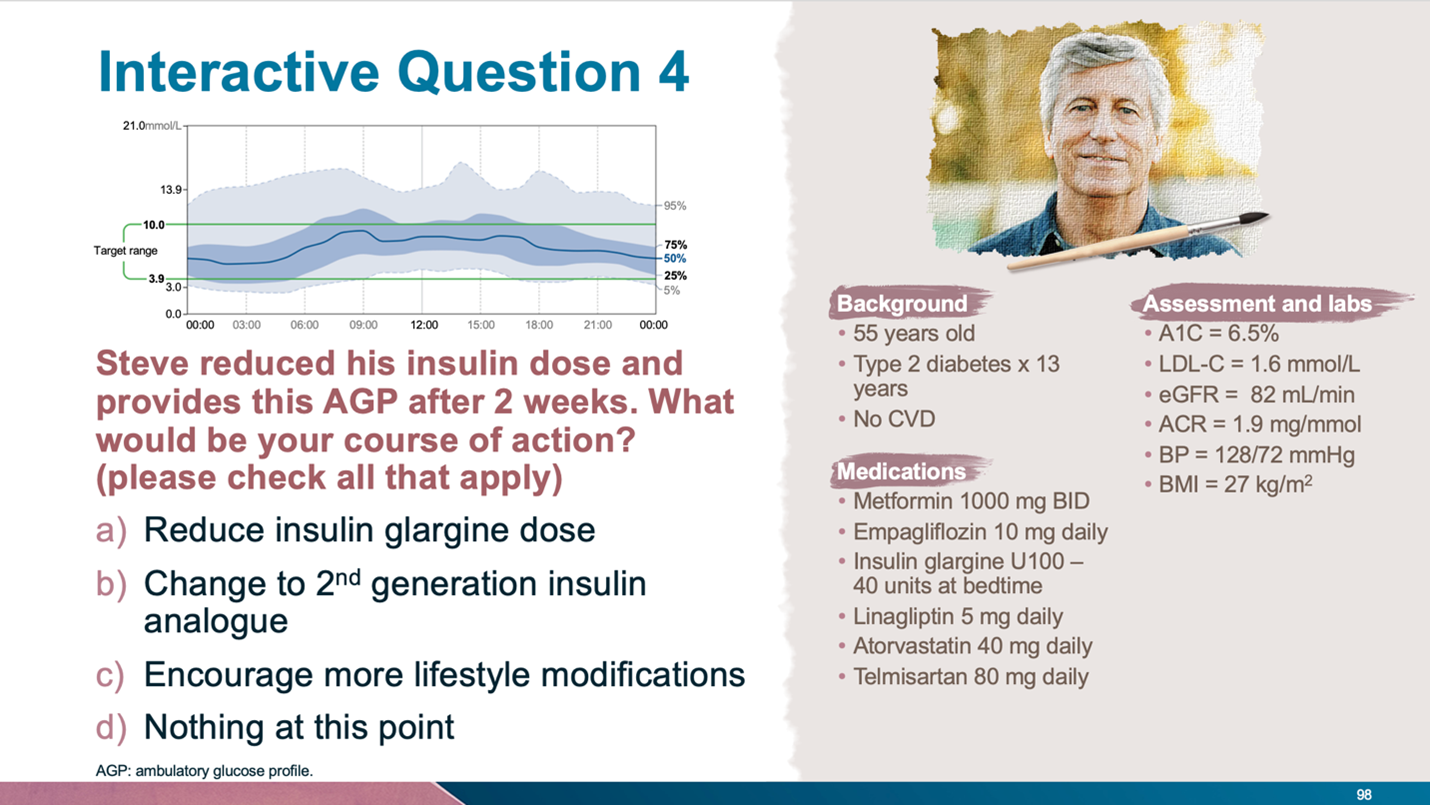 Interactive Question 4
21.0mmol/L
13.9
10.0
Target range
3.9
3.0
0.0
95%
75%
50%
25%
5%
00:00 03:00 06:00 09:00 12:00 15:00 18:00 21:00 00:00
Steve reduced his insulin dose and
provides this AGP after 2 weeks. What
would be your course of action?
(please check all that apply)
a) Reduce insulin glargine dose
b) Change to 2nd generation insulin
analogue
c) Encourage more lifestyle modifications
d) Nothing at this point
AGP: ambulatory glucose profile.
Background
• 55 years old
• Type 2 diabetes x 13
years
• No CVD
Medications
• Metformin 1000 mg BID
• Empagliflozin 10 mg daily
• Insulin glargine U100 –
40 units at bedtime
• Linagliptin 5 mg daily
• Atorvastatin 40 mg daily
• Telmisartan 80 mg daily
Assessment and labs
• A1C = 6.5%
• LDL-C = 1.6 mmol/L
• eGFR = 82 mL/min
• ACR = 1.9 mg/mmol
• BP = 128/72 mmHg
• BMI = 27 kg/m2
98